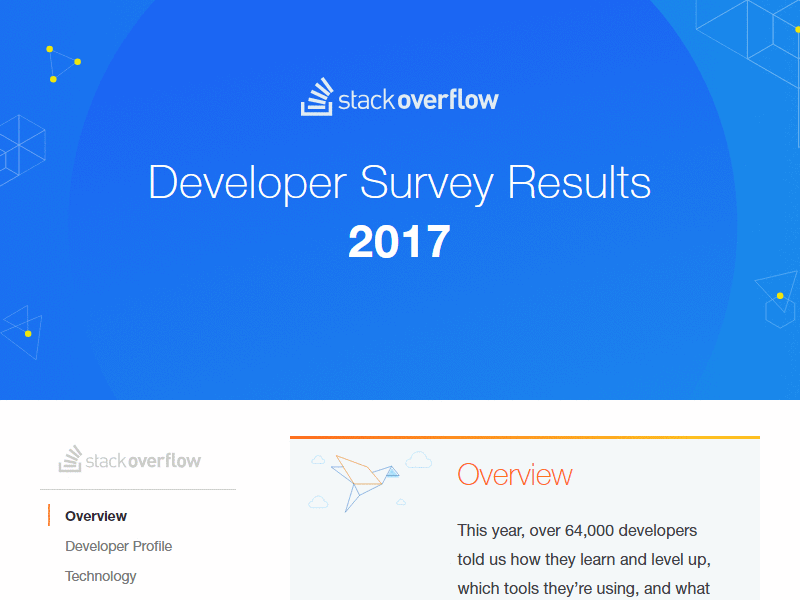 stackoverflow
Developer Survey Results
2017
stackoverflow
Overview
Developer Profile
Technology
Overview
This year, over 64,000 developers
told us how they learn and level up,
which tools they’re using, and what